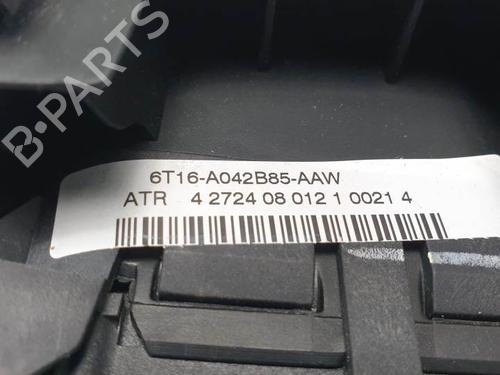 B-PARTS
6T16-A042B85-AAW
ATR 4 2724 08 012 1 0021 4